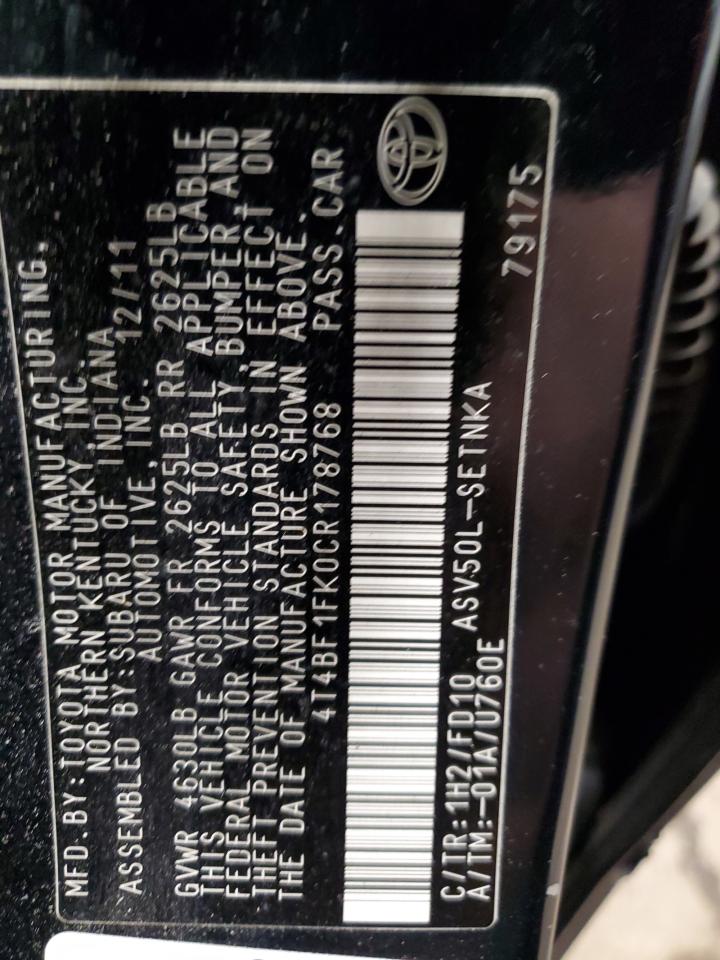 MFD.BY:TOYOTA MOTOR MANUFACTURING,
NORTHERN KENTUCKY,INC.
ASSEMBLED BY:SUBARU OF INDIANA
AUTOMOTIVE,INC. 12/11
GVWR 4630LB GAWR FR 2625LB RR 2625LB
THIS VEHICLE CONFORMS TO ALL APPLICABLE
FEDERAL MOTOR VEHICLE SAFETY,BUMPER,AND
THEFT PREVENTION STANDARDS IN EFFECT ON
THE DATE OF MANUFACTURE SHOWN ABOVE.
4T4BF1FK0CR178768 PASS.CAR
C/TR:1H2/FD10 ASV50L-SETNKA
A/TM:-01A/U760E 79175